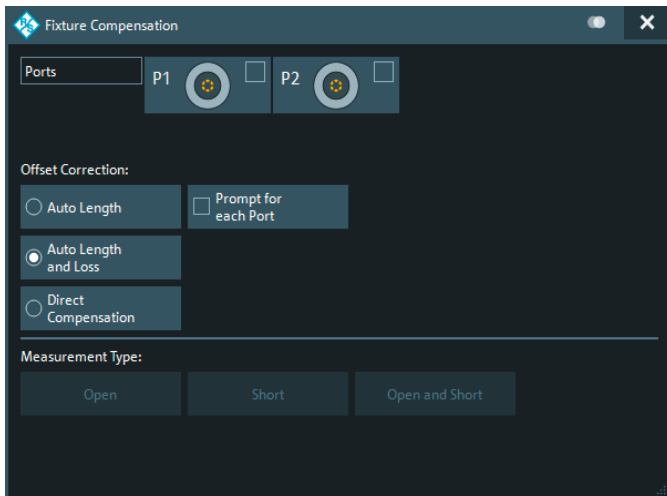 Fixture Compensation
Ports
P1
P2
Offset Correction:
Auto Length
Prompt for
each Port
Auto Length
and Loss
Direct
Compensation
Measurement Type:
Open
Short
Open and Short